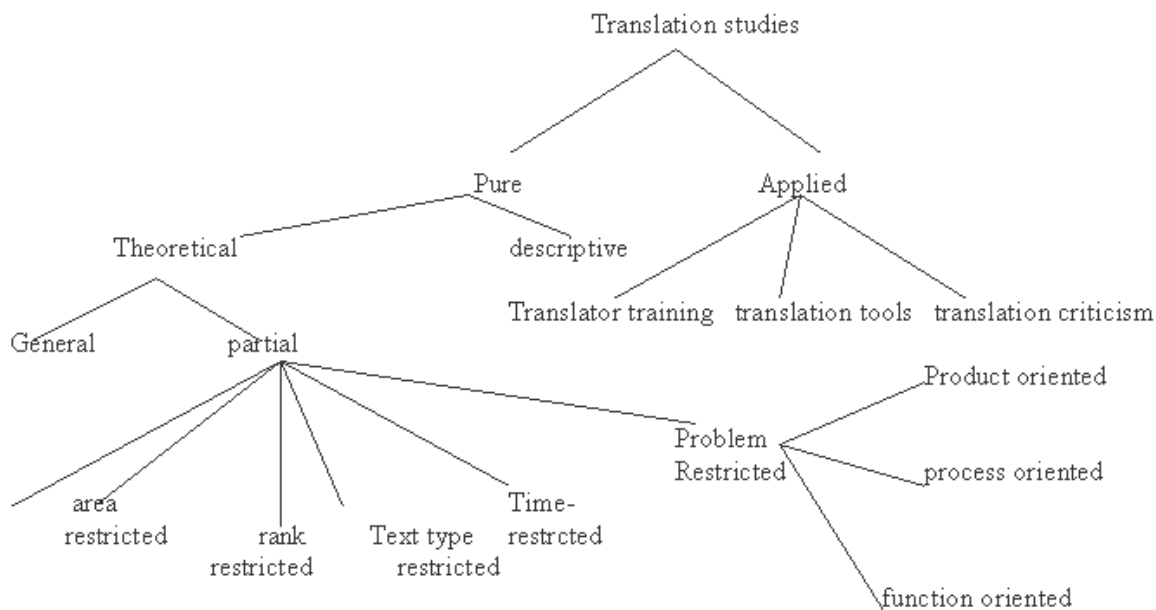 Translation studies
Pure
Applied
Theoretical
descriptive
Translator training
translation tools
translation criticism
General
partial
Product oriented
Problem
Restricted
process oriented
area
restricted
rank
restricted
Text type
restricted
Time-
restrcted
function oriented